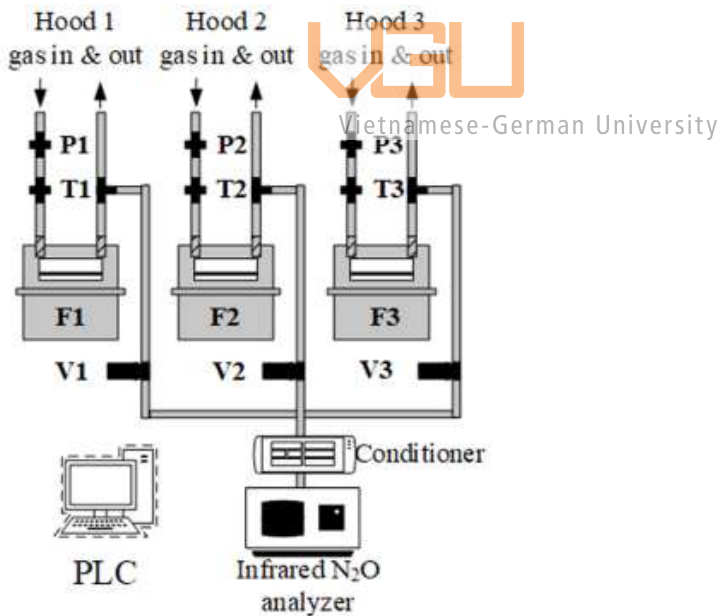 Hood 1 Hood 2 Hood 3
gas in & out gas in & out gas in & out
VGU
Vietnamese-German University
P1 P2 P3
T1 T2 T3
F1 F2 F3
V1 V2 V3
Conditioner
PLC
Infrared N₂O
analyzer